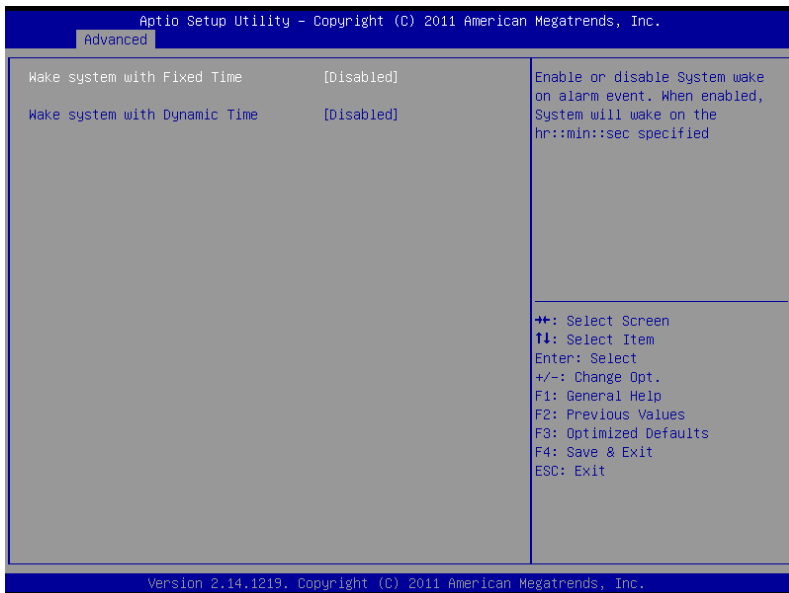 Aptio Setup Utility – Copyright (C) 2011 American Megatrends, Inc.
Advanced
Wake system with Fixed Time [Disabled]
Wake system with Dynamic Time [Disabled]
Enable or disable System wake
on alarm event. When enabled,
System will wake on the
hr::min::sec specified
→←: Select Screen
↑↓: Select Item
Enter: Select
+/-: Change Opt.
F1: General Help
F2: Previous Values
F3: Optimized Defaults
F4: Save & Exit
ESC: Exit
Version 2.14.1219. Copyright (C) 2011 American Megatrends, Inc.